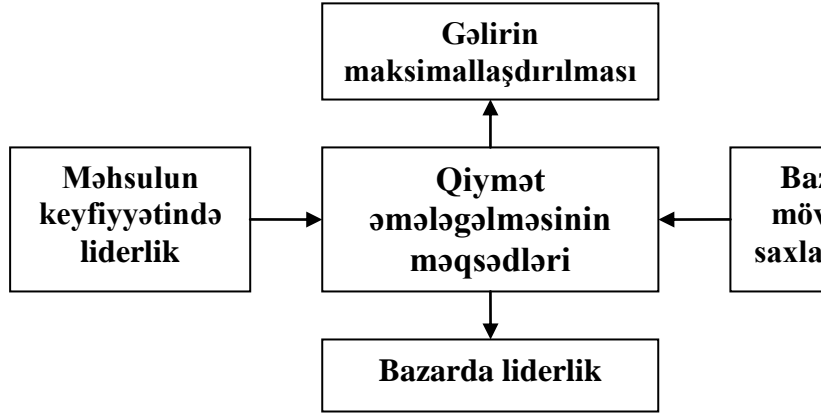 Gəlirin
maksimallaşdırılması
Məhsulun
keyfiyyətində
liderlik
Qiymət
əmələgəlməsinin
məqsədləri
Bazarda liderlik